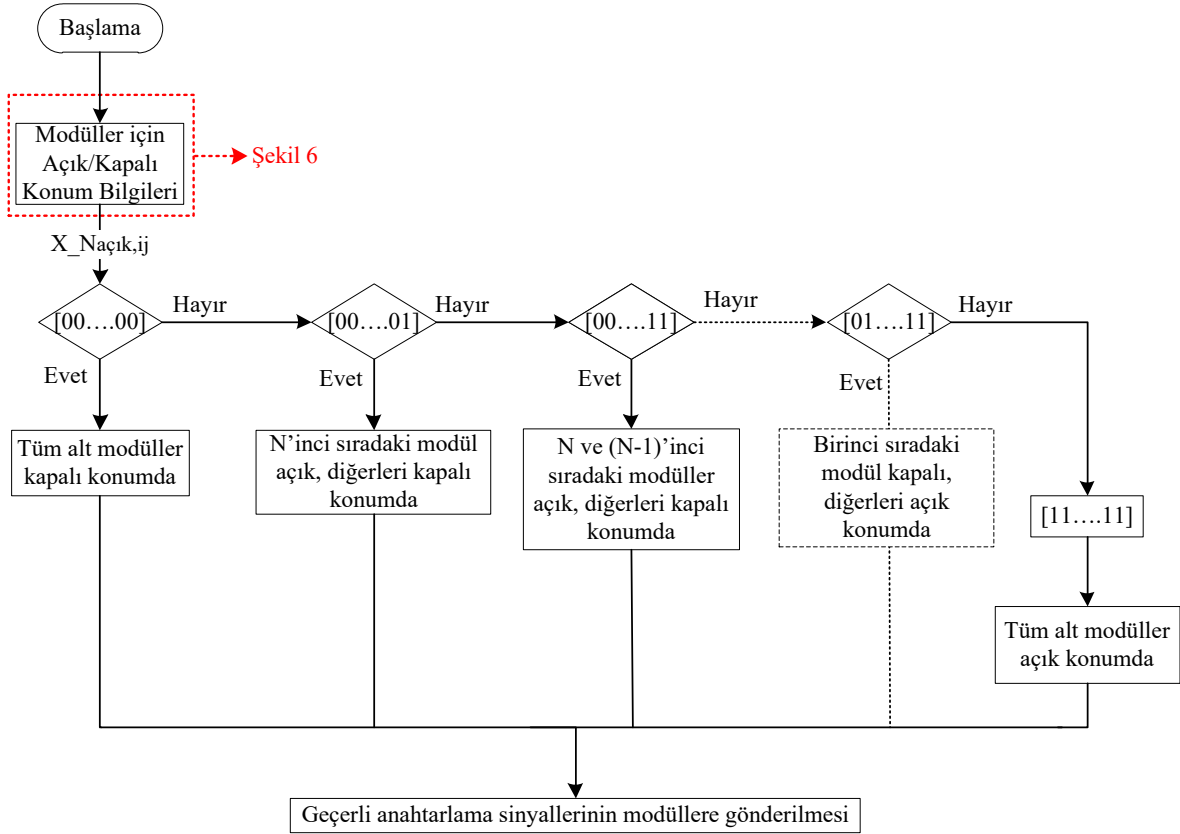 Başlama
Modüller için
Açık/Kapalı
Konum Bilgileri
Şekil 6
X_Naçık,ij
[00....00]
Hayır
[00....01]
Hayır
[00....11]
Hayır
[01....11]
Hayır
Evet
Evet
Evet
Evet
Tüm alt modüller
kapalı konumda
N’inci sıradaki modül
açık, diğerleri kapalı
konumda
N ve (N-1)’inci
sıradaki modüller
açık, diğerleri kapalı
konumda
Birinci sıradaki
modül kapalı,
diğerleri açık
konumda
[11....11]
Tüm alt modüller
açık konumda
Geçerli anahtarlama sinyallerinin modüllere gönderilmesi